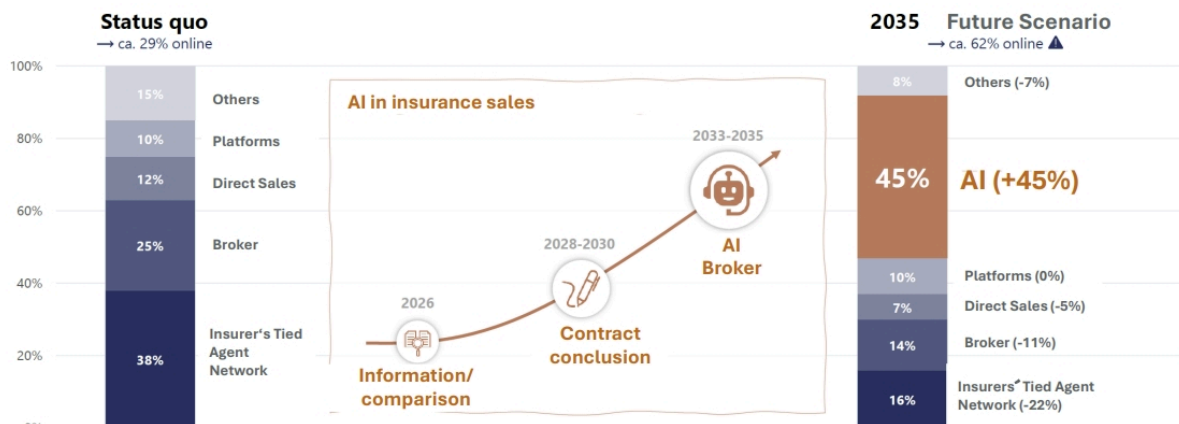 Status quo
→ ca. 29% online
2035 Future Scenario
→ ca. 62% online
100%
80%
60%
40%
20%
15%
Others
10%
Platforms
12%
Direct Sales
25%
Broker
38%
Insurer's Tied
Agent
Network
AI in insurance sales
2026
Information/
comparison
2028-2030
Contract
conclusion
2033-2035
AI
Broker
8%
Others (-7%)
45%
AI (+45%)
10%
Platforms (0%)
7%
Direct Sales (-5%)
14%
Broker (-11%)
16%
Insurers´ Tied Agent
Network (-22%)